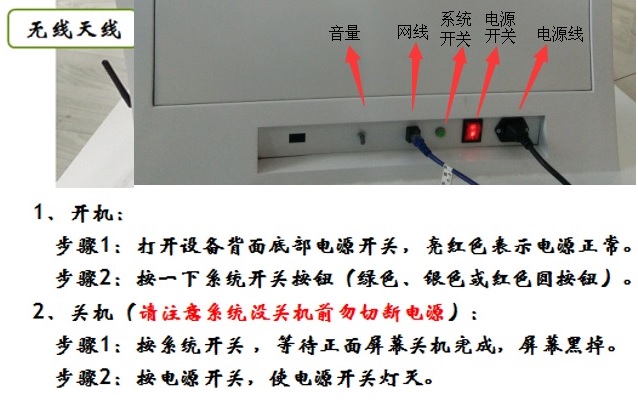 无线天线
音量
网线
系统
开关
电源
开关
电源线
1、开机：
步骤1：打开设备背面底部电源开关，亮红色表示电源正常。
步骤2：按一下系统开关按钮（绿色、银色或红色圆按钮）。
2、关机（请注意系统没关机前勿切断电源）：
步骤1：按系统开关，等待正面屏幕关机完成，屏幕黑掉。
步骤2：按电源开关，使电源开关灯灭。